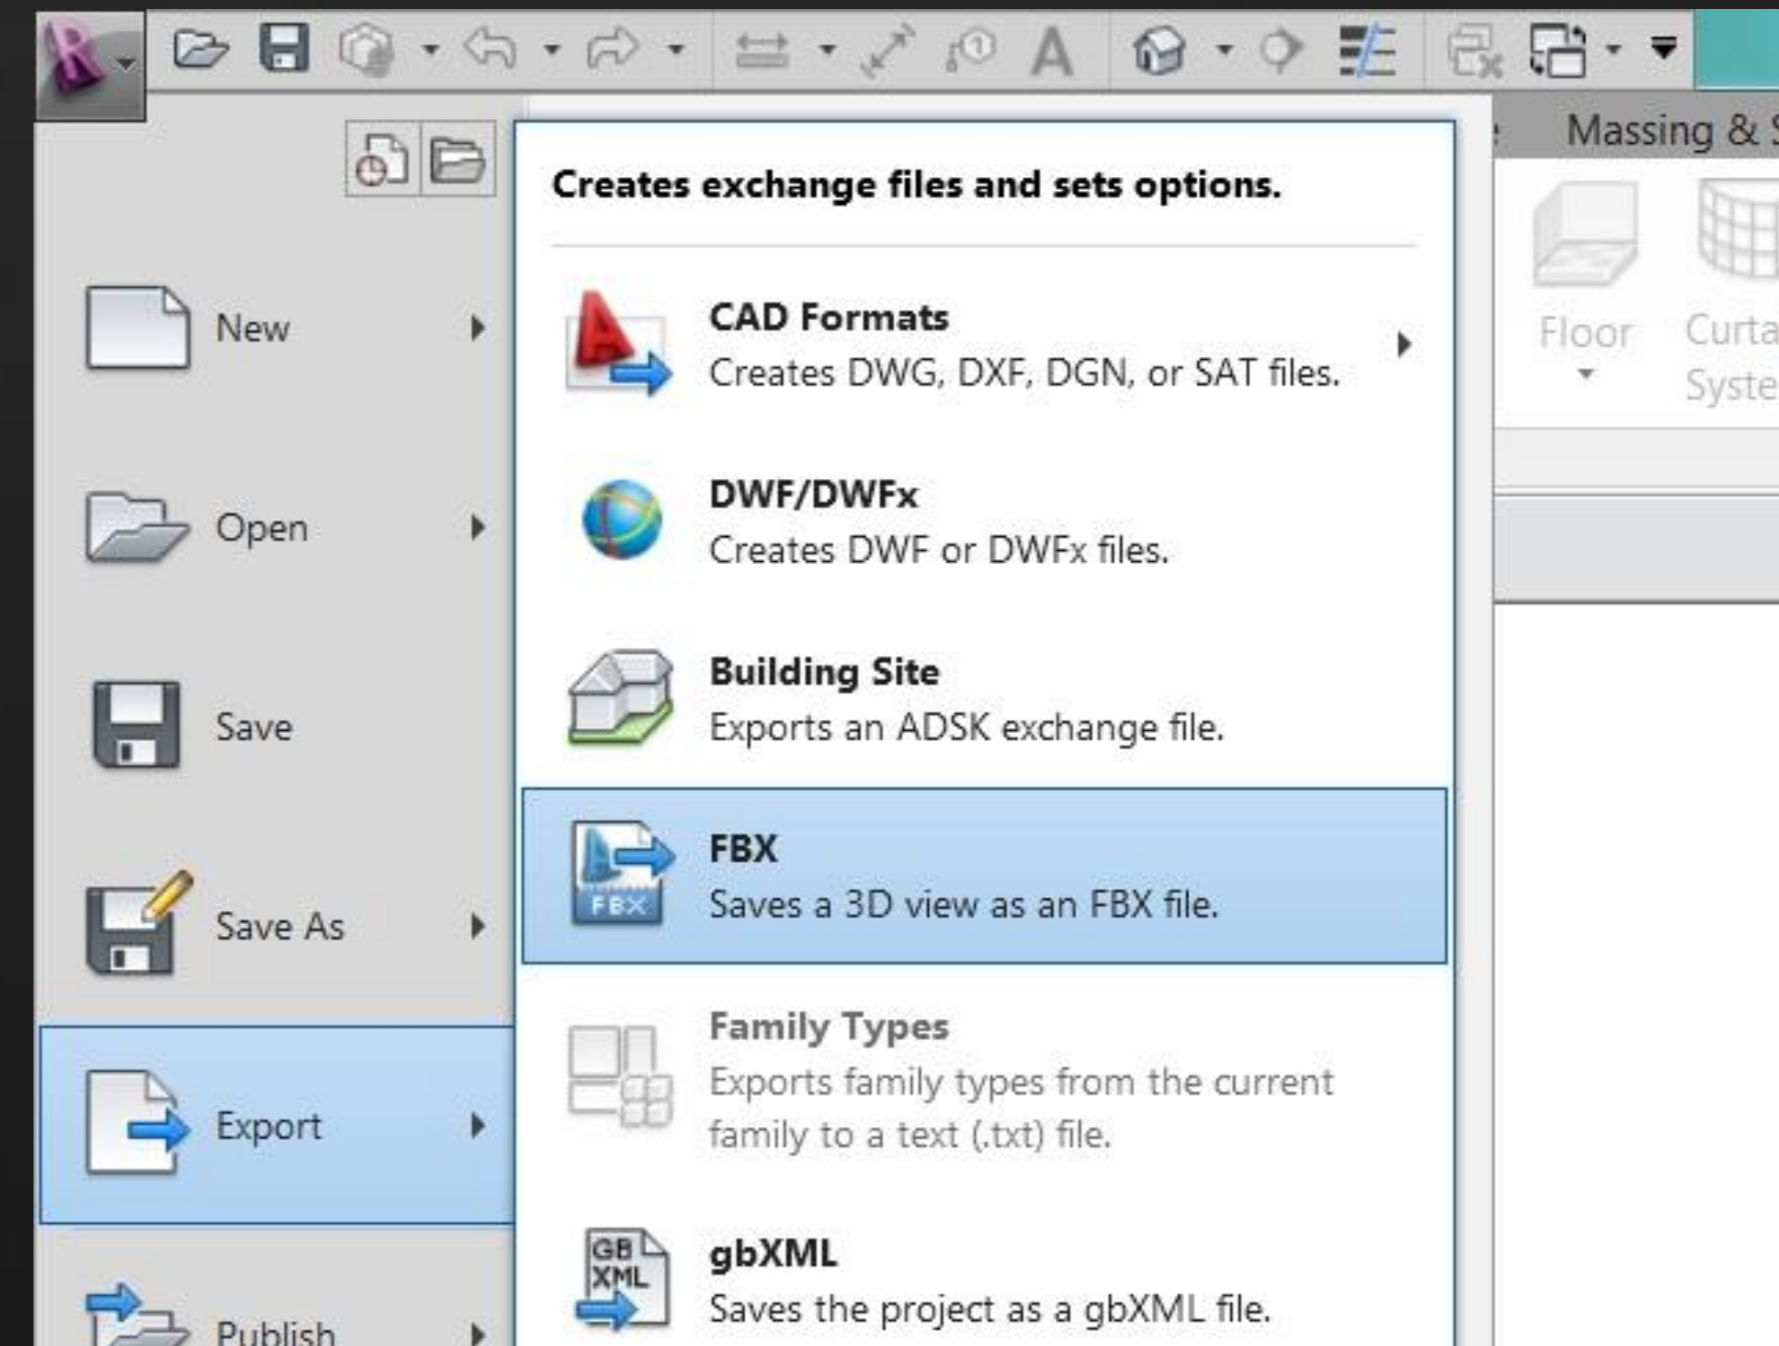 Massing &
Creates exchange files and sets options.
New
Open
Save
Save As
Export
Publish
CAD Formats
Creates DWG, DXF, DGN, or SAT files.
DWF/DWFx
Creates DWF or DWFx files.
Building Site
Exports an ADSK exchange file.
FBX
FBX
Saves a 3D view as an FBX file.
Family Types
Exports family types from the current
family to a text (.txt) file.
GB
XML
gbXML
Saves the project as a gbXML file.
Floor
Curta
Syste